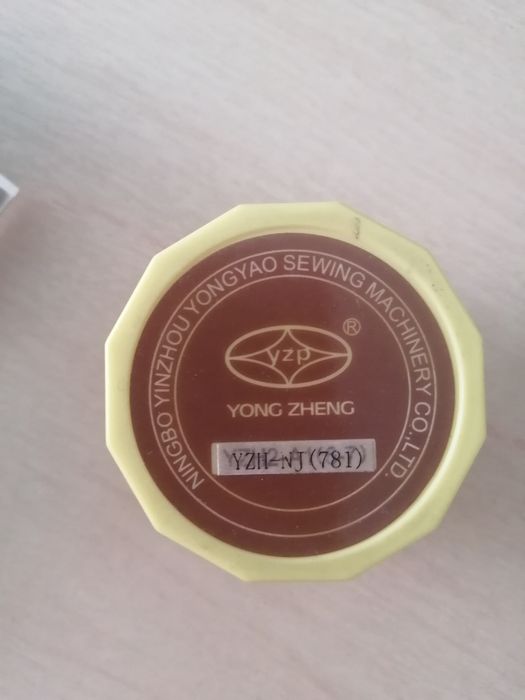 NINGBO YINZHOU YONGYAO SEWING MACHINERY CO.,LTD.
yzp ®
YONG ZHENG
YZH-NJ(781)